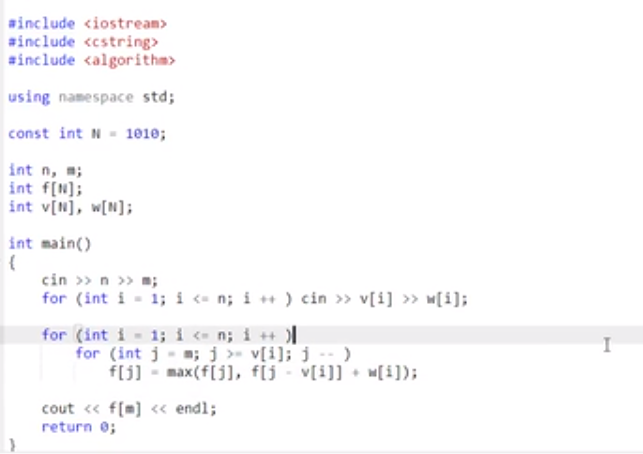 #include <iostream>
#include <cstring>
#include <algorithm>
using namespace std;
const int N = 1010;
int n, m;
int f[N];
int v[N], w[N];
int main()
{
cin >> n >> m;
for (int i = 1; i <= n; i ++ ) cin >> v[i] >> w[i];
for (int i = 1; i <= n; i ++ )
for (int j = m; j >= v[i]; j -- )
f[j] = max(f[j], f[j - v[i]] + w[i]);
cout << f[m] << endl;
return 0;
}